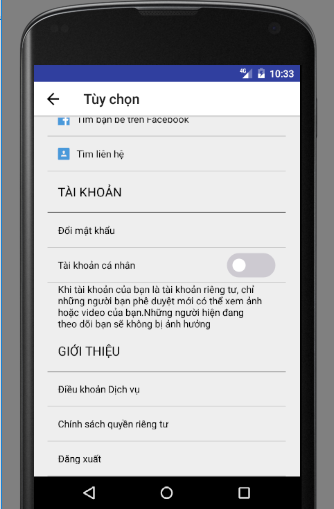 4G 10:33
Tùy chọn
Tìm bạn bè trên Facebook
Tìm liên hệ
TÀI KHOẢN
Đổi mật khẩu
Tài khoản cá nhân
Khi tài khoản của bạn là tài khoản riêng tư, chỉ
những người bạn phê duyệt mới có thể xem ảnh
hoặc video của bạn.Những người hiện đang
theo dõi bạn sẽ không bị ảnh hưởng
GIỚI THIỆU
Điều khoản Dịch vụ
Chính sách quyền riêng tư
Đăng xuất